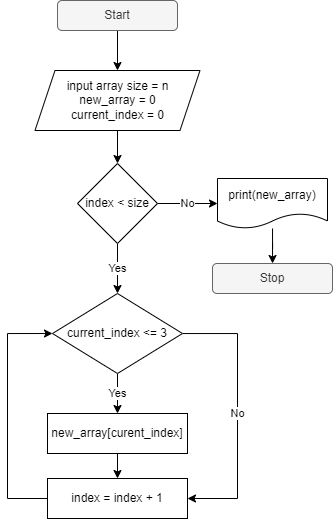 Start
input array size = n
new_array = 0
current_index = 0
index < size
No
print(new_array)
Stop
Yes
current_index <= 3
Yes
No
new_array[curent_index]
index = index + 1